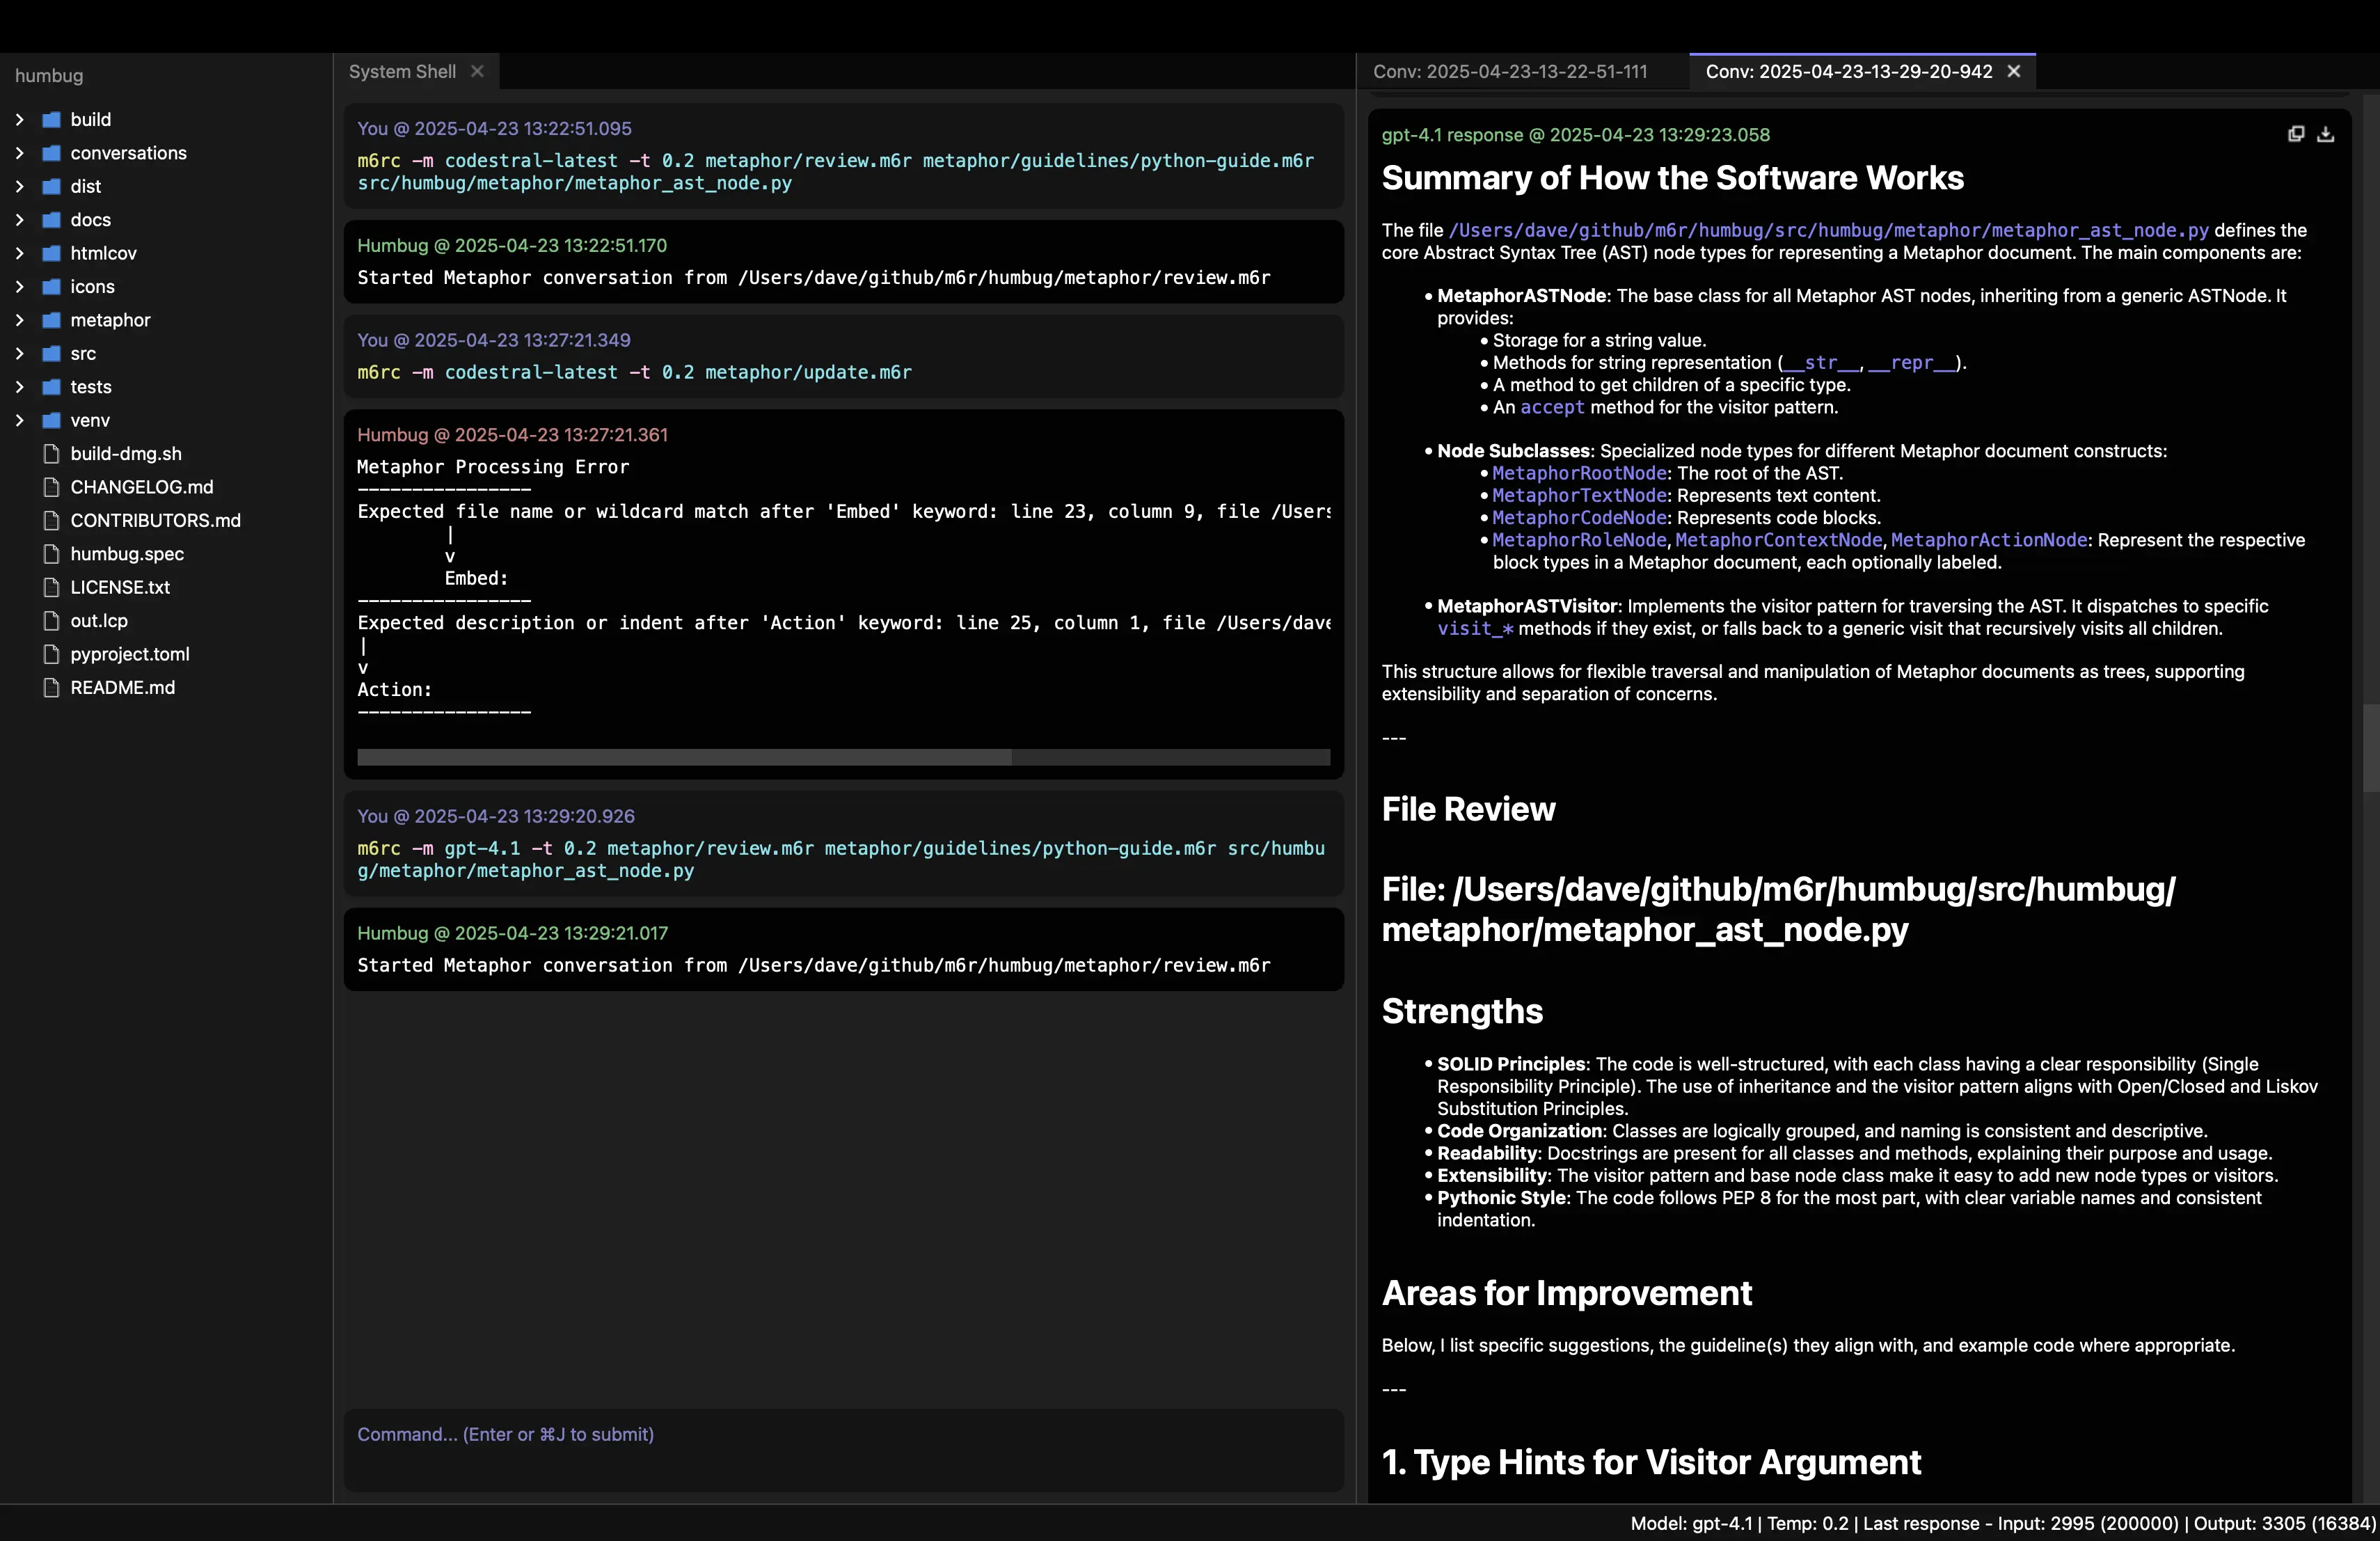 humbug
build
conversations
dist
docs
htmlcov
icons
metaphor
src
tests
venv
build-dmg.sh
CHANGELOG.md
CONTRIBUTORS.md
humbug.spec
LICENSE.txt
out.lcp
pyproject.toml
README.md
System Shell
You @ 2025-04-23 13:22:51.095
m6rc -m codestral-latest -t 0.2 metaphor/review.m6r metaphor/guidelines/python-guide.m6r
src/humbug/metaphor/metaphor_ast_node.py
Humbug @ 2025-04-23 13:22:51.170
Started Metaphor conversation from /Users/dave/github/m6r/humbug/metaphor/review.m6r
You @ 2025-04-23 13:27:21.349
m6rc -m codestral-latest -t 0.2 metaphor/update.m6r
Humbug @ 2025-04-23 13:27:21.361
Metaphor Processing Error
----------------
Expected file name or wildcard match after 'Embed' keyword: line 23, column 9, file /Users
|
v
Embed:
----------------
Expected description or indent after 'Action' keyword: line 25, column 1, file /Users/dave
|
v
Action:
----------------
You @ 2025-04-23 13:29:20.926
m6rc -m gpt-4.1 -t 0.2 metaphor/review.m6r metaphor/guidelines/python-guide.m6r src/humbu
g/metaphor/metaphor_ast_node.py
Humbug @ 2025-04-23 13:29:21.017
Started Metaphor conversation from /Users/dave/github/m6r/humbug/metaphor/review.m6r
Command... (Enter or ⌘J to submit)
Conv: 2025-04-23-13-22-51-111
Conv: 2025-04-23-13-29-20-942
gpt-4.1 response @ 2025-04-23 13:29:23.058
Summary of How the Software Works
The file /Users/dave/github/m6r/humbug/src/humbug/metaphor/metaphor_ast_node.py defines the
core Abstract Syntax Tree (AST) node types for representing a Metaphor document. The main components are:
• MetaphorASTNode: The base class for all Metaphor AST nodes, inheriting from a generic ASTNode. It
provides:
• Storage for a string value.
• Methods for string representation (__str__, __repr__).
• A method to get children of a specific type.
• An accept method for the visitor pattern.
• Node Subclasses: Specialized node types for different Metaphor document constructs:
• MetaphorRootNode: The root of the AST.
• MetaphorTextNode: Represents text content.
• MetaphorCodeNode: Represents code blocks.
• MetaphorRoleNode, MetaphorContextNode, MetaphorActionNode: Represent the respective
block types in a Metaphor document, each optionally labeled.
• MetaphorASTVisitor: Implements the visitor pattern for traversing the AST. It dispatches to specific
visit_* methods if they exist, or falls back to a generic visit that recursively visits all children.
This structure allows for flexible traversal and manipulation of Metaphor documents as trees, supporting
extensibility and separation of concerns.
---
File Review
File: /Users/dave/github/m6r/humbug/src/humbug/
metaphor/metaphor_ast_node.py
Strengths
• SOLID Principles: The code is well-structured, with each class having a clear responsibility (Single
Responsibility Principle). The use of inheritance and the visitor pattern aligns with Open/Closed and Liskov
Substitution Principles.
• Code Organization: Classes are logically grouped, and naming is consistent and descriptive.
• Readability: Docstrings are present for all classes and methods, explaining their purpose and usage.
• Extensibility: The visitor pattern and base node class make it easy to add new node types or visitors.
• Pythonic Style: The code follows PEP 8 for the most part, with clear variable names and consistent
indentation.
Areas for Improvement
Below, I list specific suggestions, the guideline(s) they align with, and example code where appropriate.
---
1. Type Hints for Visitor Argument
Model: gpt-4.1 | Temp: 0.2 | Last response - Input: 2995 (200000) | Output: 3305 (16384)